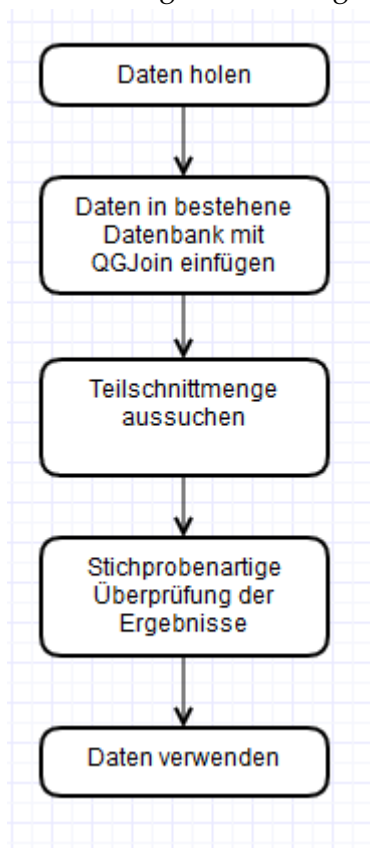 Daten holen
Daten in bestehene
Datenbank mit
QGJoin einfügen
Teilschnittmenge
aussuchen
Stichprobenartige
Überprüfung der
Ergebnisse
Daten verwenden